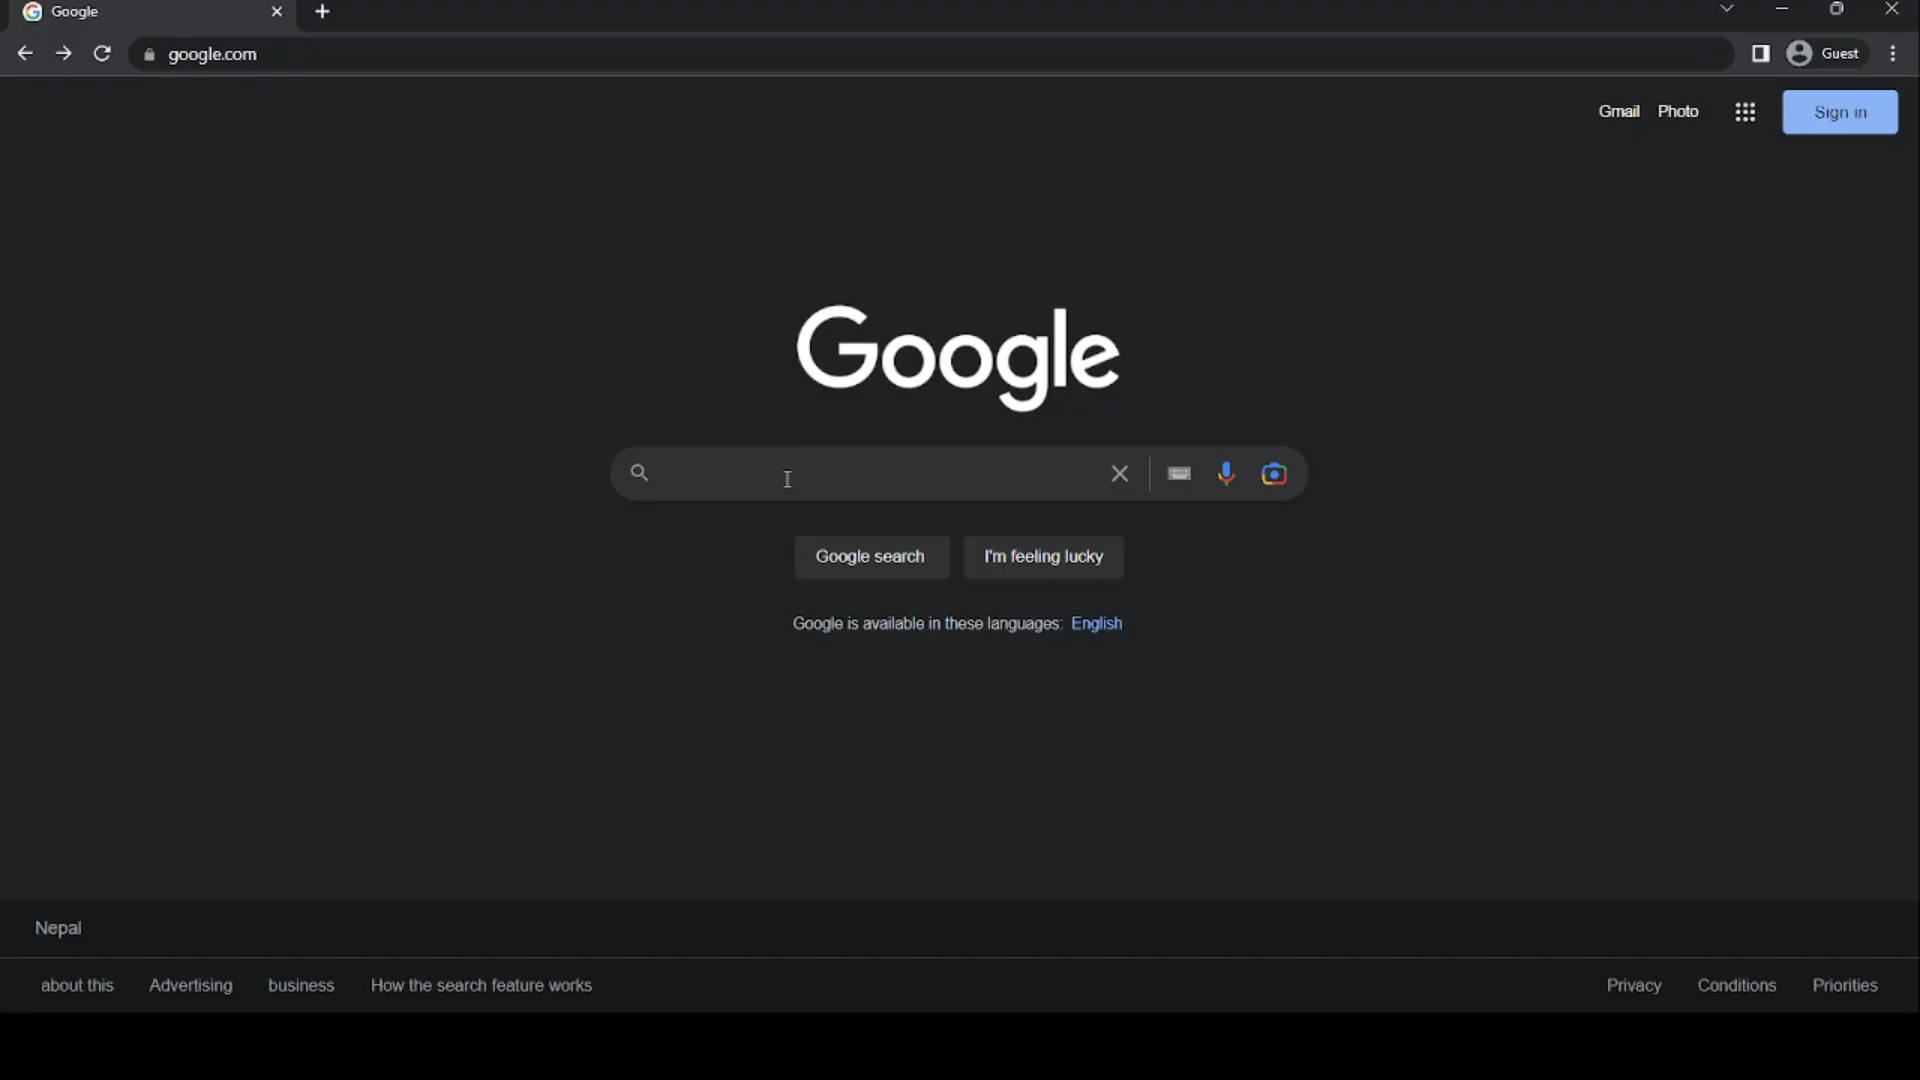 Google
google.com
Guest
Gmail Photo
Sign in
Google
Google search I'm feeling lucky
Google is available in these languages: English
Nepal
about this Advertising business How the search feature works Privacy Conditions Priorities